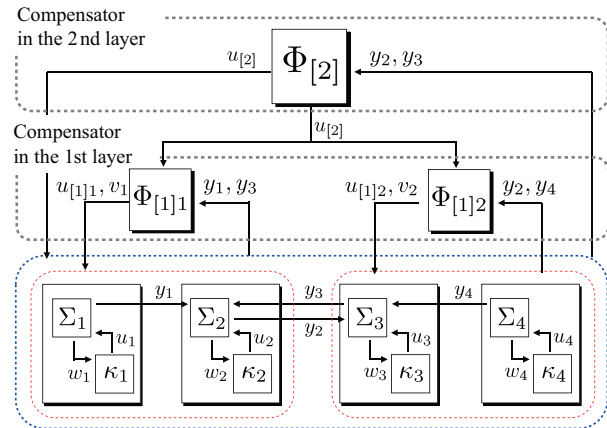 Compensator
in the 2nd layer
u[2]
Φ[2]
y2, y3
Compensator
in the 1st layer
u[2]
u[1]1, v1
Φ[1]1
y1, y3
u[1]2, v2
Φ[1]2
y2, y4
y1
y3
y4
Σ1
Σ2
Σ3
Σ4
y2
u1
u2
u3
u4
w1
κ1
w2
κ2
w3
κ3
w4
κ4